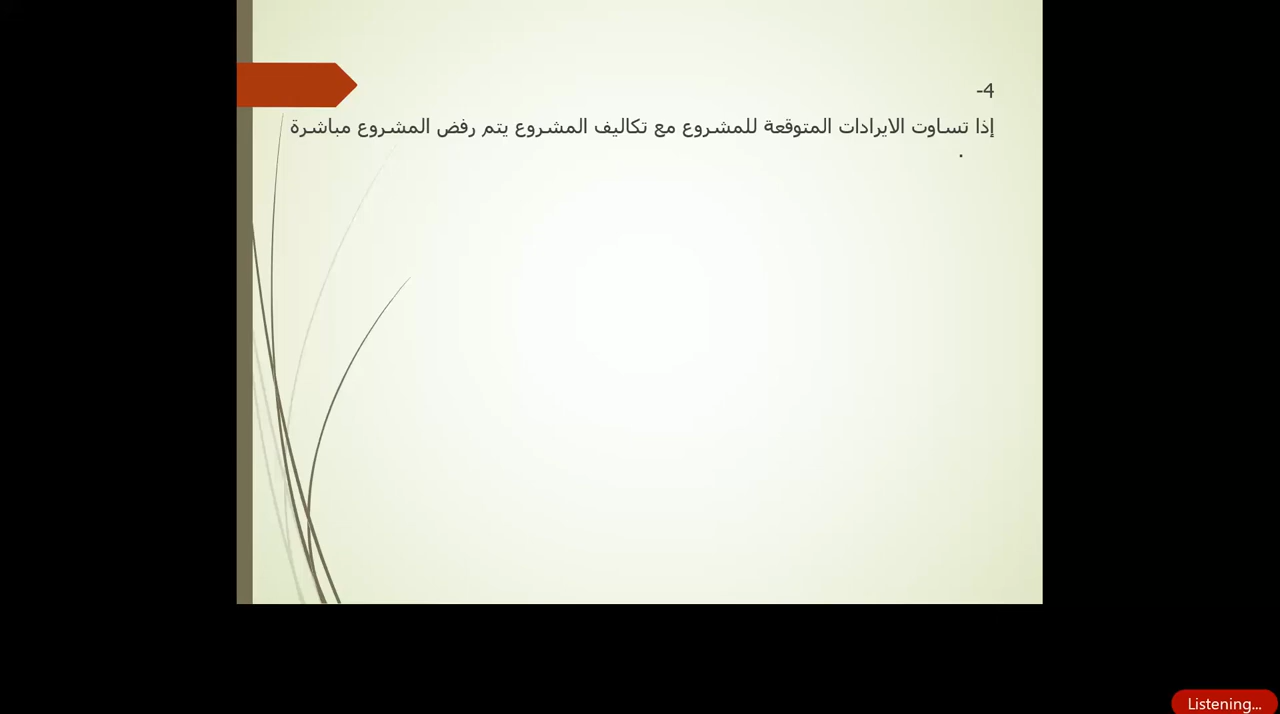 4-
إذا تساوت الايرادات المتوقعة للمشروع مع تكاليف المشروع يتم رفض المشروع مباشرة
.
Listening...